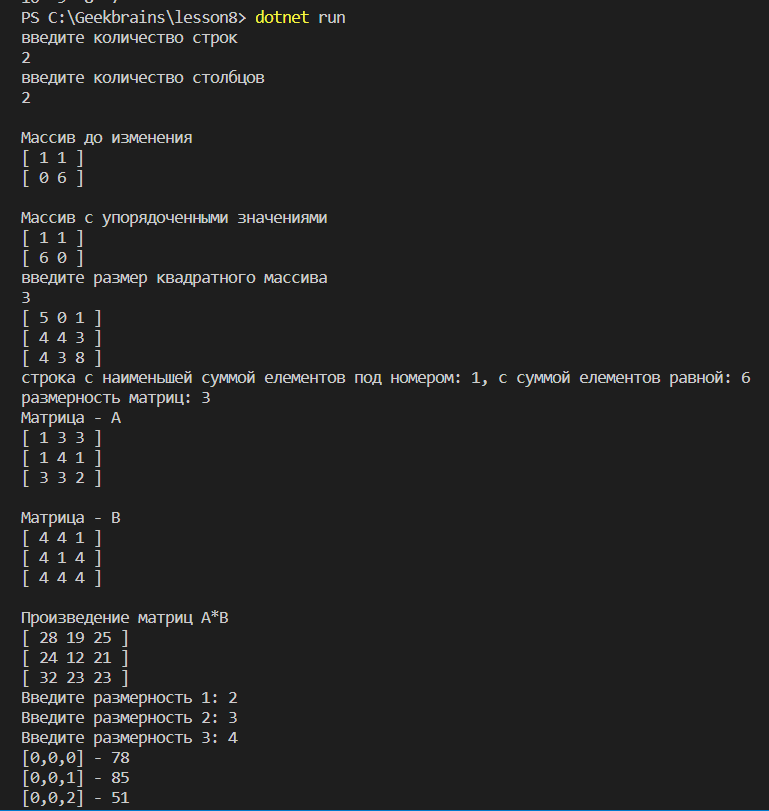 PS C:\Geekbrains\lesson8> dotnet run
введите количество строк
2
введите количество столбцов
2
Массив до изменения
[ 1 1 ]
[ 0 6 ]
Массив с упорядоченными значениями
[ 1 1 ]
[ 6 0 ]
введите размер квадратного массива
3
[ 5 0 1 ]
[ 4 4 3 ]
[ 4 3 8 ]
строка с наименьшей суммой елементов под номером: 1, с суммой елементов равной: 6
размерность матриц: 3
Матрица - A
[ 1 3 3 ]
[ 1 4 1 ]
[ 3 3 2 ]
Матрица - B
[ 4 4 1 ]
[ 4 1 4 ]
[ 4 4 4 ]
Произведение матриц A*B
[ 28 19 25 ]
[ 24 12 21 ]
[ 32 23 23 ]
Введите размерность 1: 2
Введите размерность 2: 3
Введите размерность 3: 4
[0,0,0] - 78
[0,0,1] - 85
[0,0,2] - 51